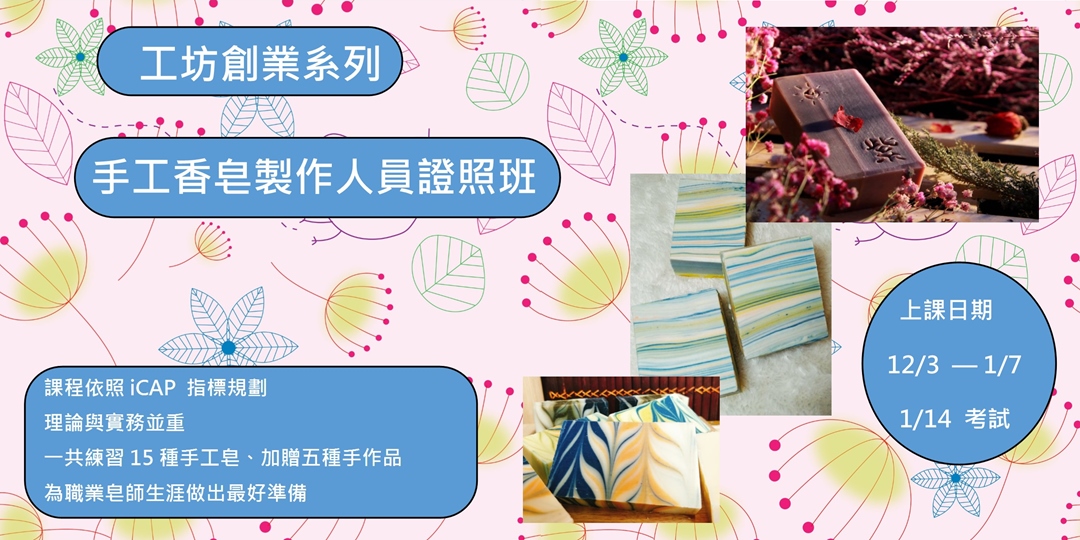 工坊創業系列
手工香皂製作人員證照班
上課日期
12/3 — 1/7
1/14 考試
課程依照 iCAP 指標規劃
理論與實務並重
一共練習 15 種手工皂、加贈五種手作品
為職業皂師生涯做出最好準備